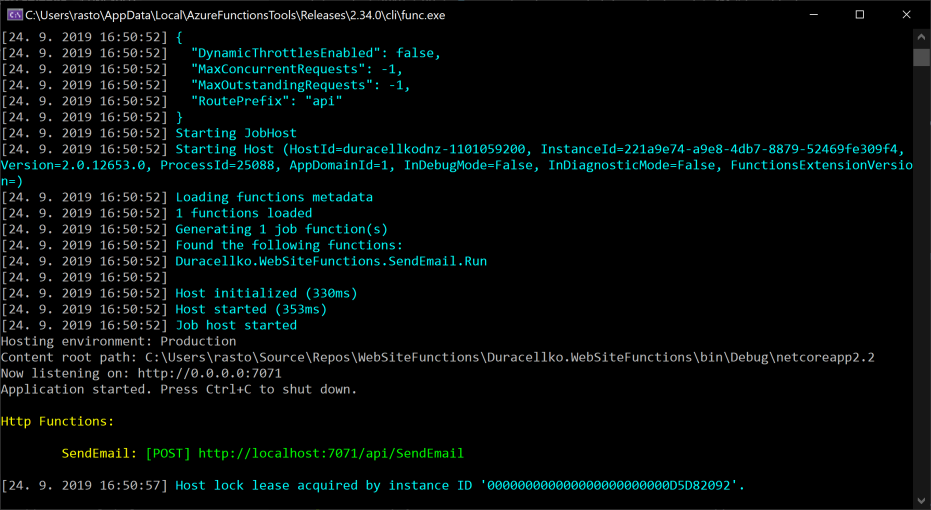 C:\Users\rasto\AppData\Local\AzureFunctionsTools\Releases\2.34.0\cli\func.exe
[24. 9. 2019 16:50:52] {
[24. 9. 2019 16:50:52]   "DynamicThrottlesEnabled": false,
[24. 9. 2019 16:50:52]   "MaxConcurrentRequests": -1,
[24. 9. 2019 16:50:52]   "MaxOutstandingRequests": -1,
[24. 9. 2019 16:50:52]   "RoutePrefix": "api"
[24. 9. 2019 16:50:52] }
[24. 9. 2019 16:50:52] Starting JobHost
[24. 9. 2019 16:50:52] Starting Host (HostId=duracellkodnz-1101059200, InstanceId=221a9e74-a9e8-4db7-8879-52469fe309f4,
Version=2.0.12653.0, ProcessId=25088, AppDomainId=1, InDebugMode=False, InDiagnosticMode=False, FunctionsExtensionVersio
n=)
[24. 9. 2019 16:50:52] Loading functions metadata
[24. 9. 2019 16:50:52] 1 functions loaded
[24. 9. 2019 16:50:52] Generating 1 job function(s)
[24. 9. 2019 16:50:52] Found the following functions:
[24. 9. 2019 16:50:52] Duracellko.WebSiteFunctions.SendEmail.Run
[24. 9. 2019 16:50:52]
[24. 9. 2019 16:50:52] Host initialized (330ms)
[24. 9. 2019 16:50:52] Host started (353ms)
[24. 9. 2019 16:50:52] Job host started
Hosting environment: Production
Content root path: C:\Users\rasto\Source\Repos\WebSiteFunctions\Duracellko.WebSiteFunctions\bin\Debug\netcoreapp2.2
Now listening on: http://0.0.0.0:7071
Application started. Press Ctrl+C to shut down.
Http Functions:
SendEmail: [POST] http://localhost:7071/api/SendEmail
[24. 9. 2019 16:50:57] Host lock lease acquired by instance ID '000000000000000000000000D5D82092'.